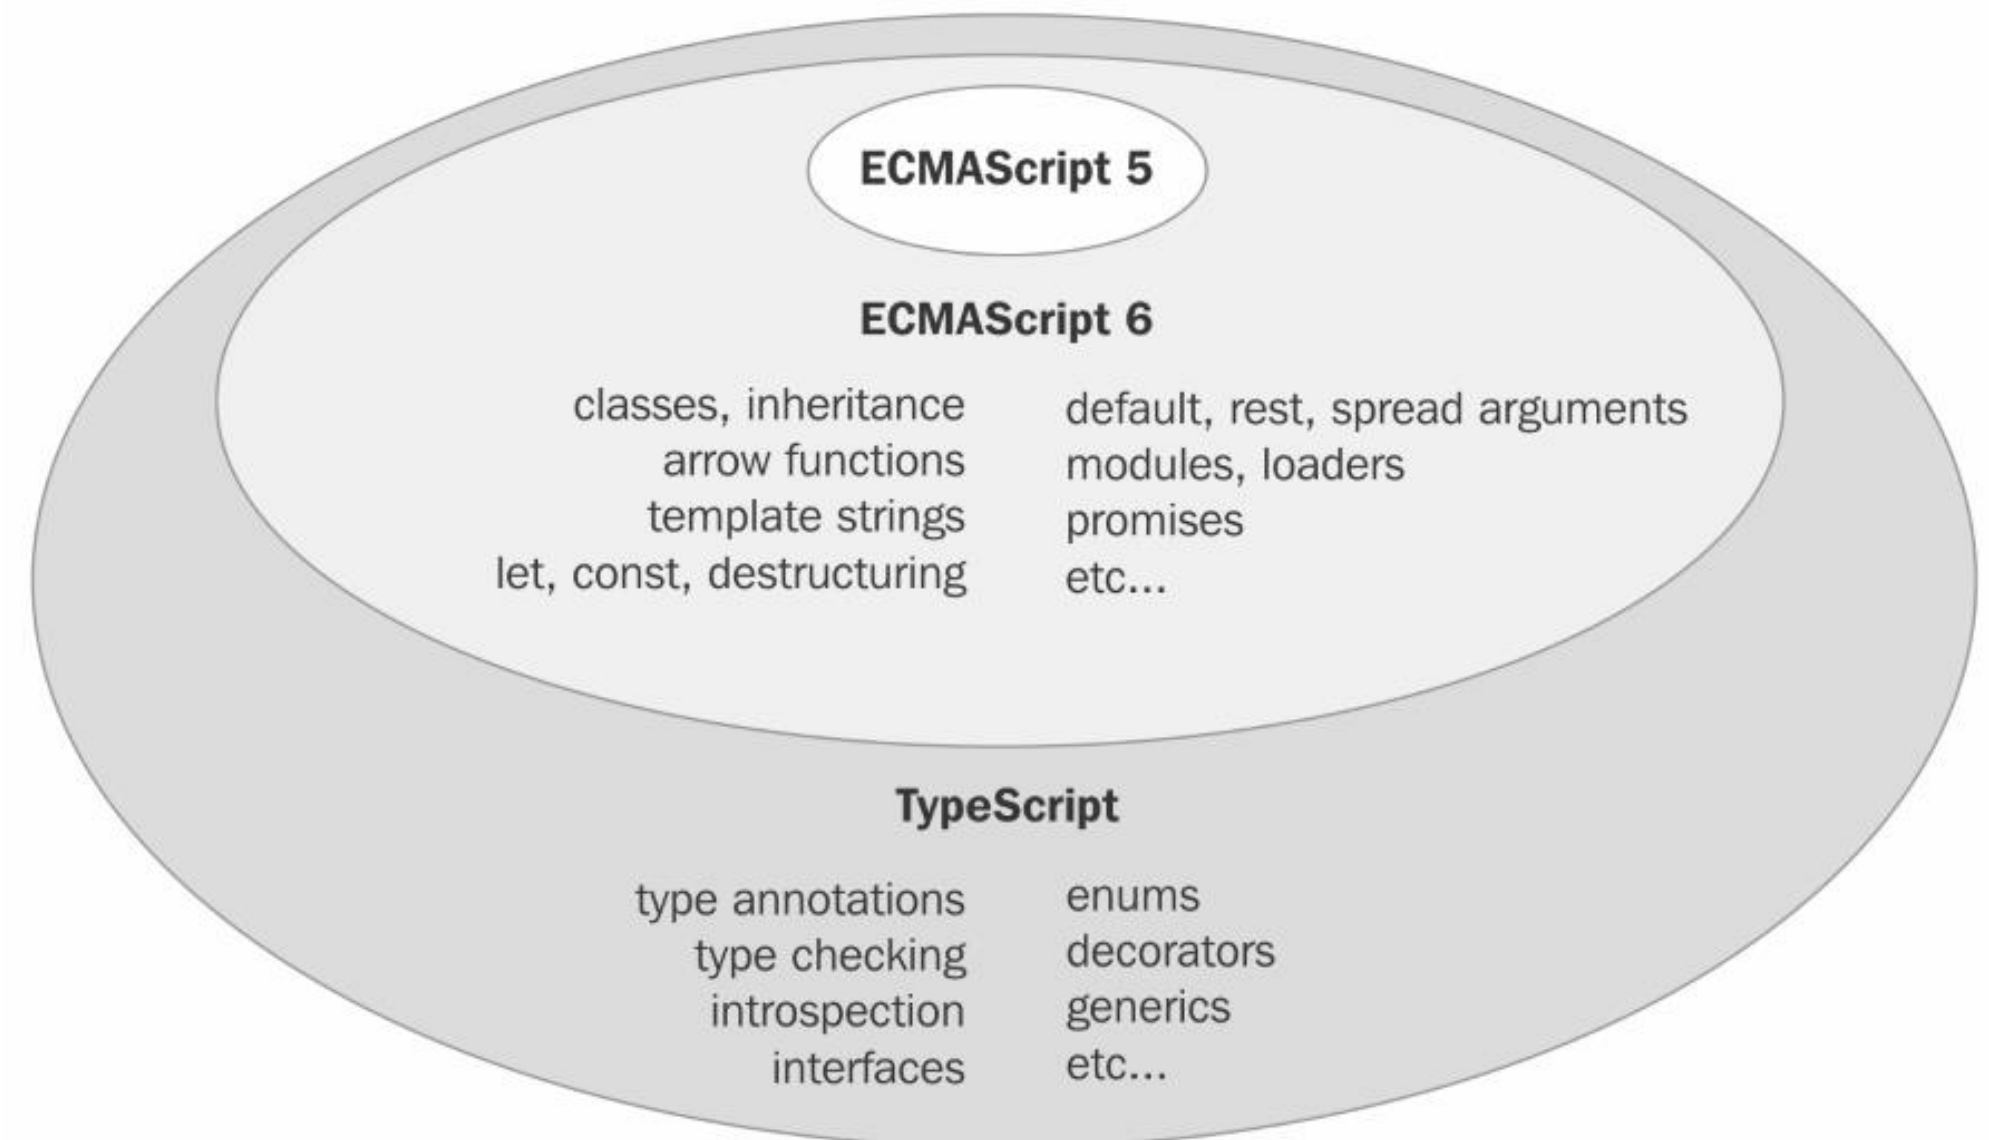 ECMAScript 5
ECMAScript 6
classes, inheritance
arrow functions
template strings
let, const, destructuring
default, rest, spread arguments
modules, loaders
promises
etc...
TypeScript
type annotations
type checking
introspection
interfaces
enums
decorators
generics
etc...